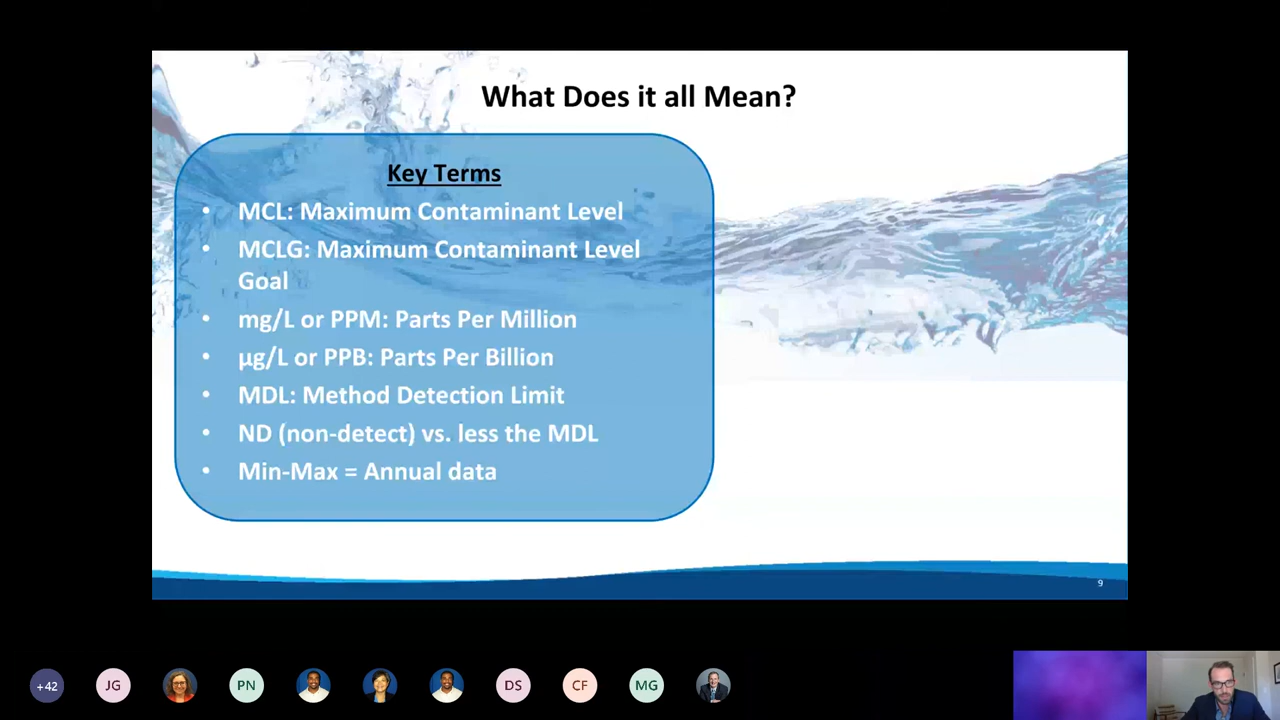 What Does it all Mean?
Key Terms
• MCL: Maximum Contaminant Level
• MCLG: Maximum Contaminant Level
Goal
• mg/L or PPM: Parts Per Million
• µg/L or PPB: Parts Per Billion
• MDL: Method Detection Limit
• ND (non-detect) vs. less the MDL
• Min-Max = Annual data
9
+42
JG
PN
DS
CF
MG